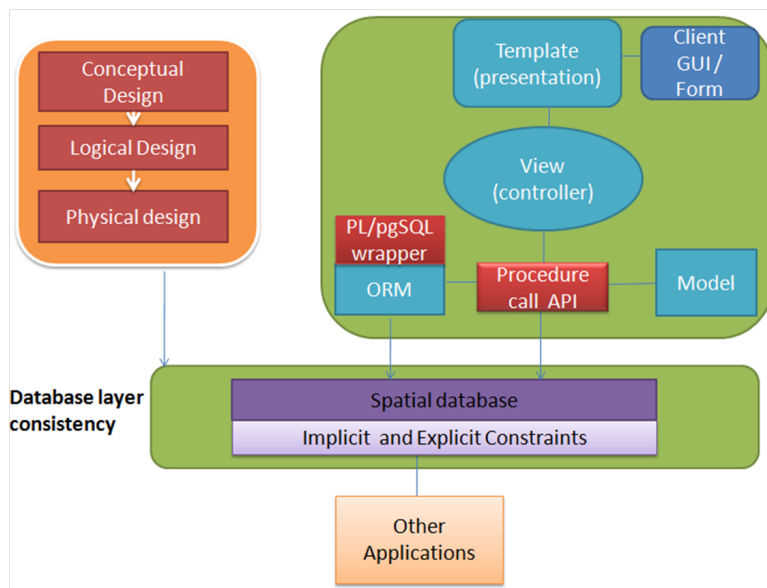 Conceptual
Design
Logical Design
Physical design
Template
(presentation)
Client
GUI /
Form
View
(controller)
PL/pgSQL
wrapper
ORM
Procedure
call API
Model
Database layer
consistency
Spatial database
Implicit and Explicit Constraints
Other
Applications